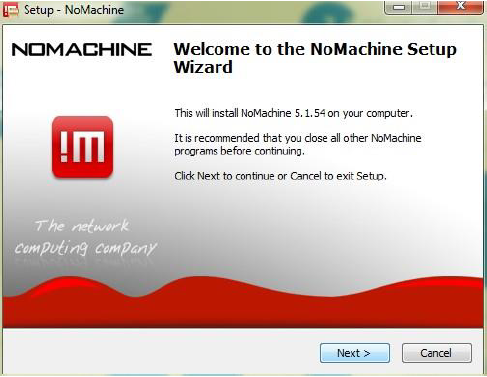 Setup - NoMachine
NOMACHINE
Welcome to the NoMachine Setup
Wizard
This will install NoMachine 5.1.54 on your computer.
It is recommended that you close all other NoMachine
programs before continuing.
Click Next to continue or Cancel to exit Setup.
!M
The network
computing company
Next >
Cancel